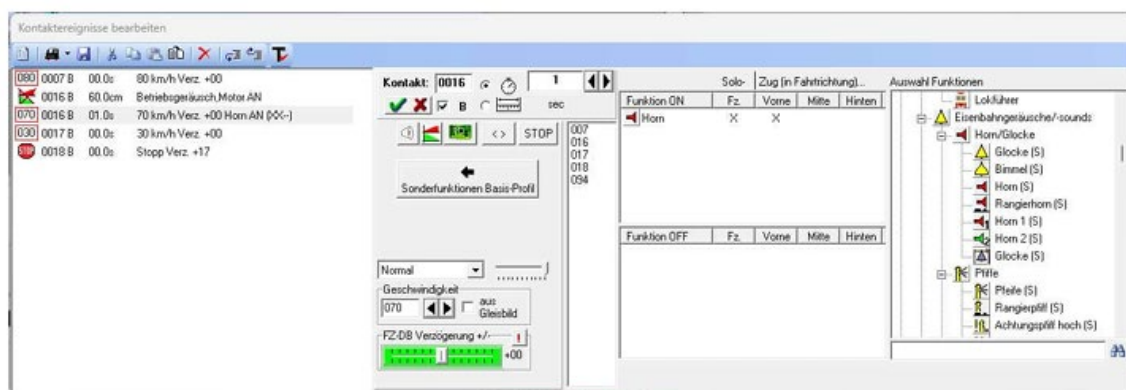 Kontaktereignisse bearbeiten
080 0007 B 00.0s 80 km/h Verz. +00
0016 B 60.0cm Betriebsgeräusch,Motor AN
070 0016 B 01.0s 70 km/h Verz. +00 Horn AN (XX--)
030 0017 B 00.0s 30 km/h Verz. +00
STOP 0018 B 00.0s Stopp Verz. +17
Kontakt: 0016 1
B sec
<> STOP
Sonderfunktionen Basis-Profil
007
016
017
018
094
Normal
Geschwindigkeit
070 aus Gleisbild
FZ-DB Verzögerung +/- !
+00
Solo- Zug (in Fahrtrichtung)...
Funktion ON Fz. Vorne Mitte Hinten
Horn X X
Funktion OFF Fz. Vorne Mitte Hinten
Auswahl Funktionen
Lokführer
Eisenbahngeräusche/-sounds
Horn/Glocke
Glocke (S)
Bimmel (S)
Horn (S)
Rangierhorn (S)
1 Horn 1 (S)
2 Horn 2 (S)
Glocke (S)
Pfiffe
Pfeife (S)
Rangierpfiff (S)
Achtungspfiff hoch (S)